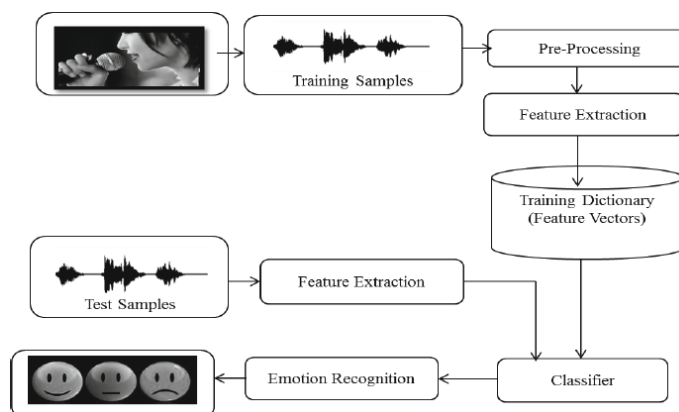 Training Samples
Pre-Processing
Feature Extraction
Training Dictionary
(Feature Vectors)
Test Samples
Feature Extraction
Emotion Recognition
Classifier